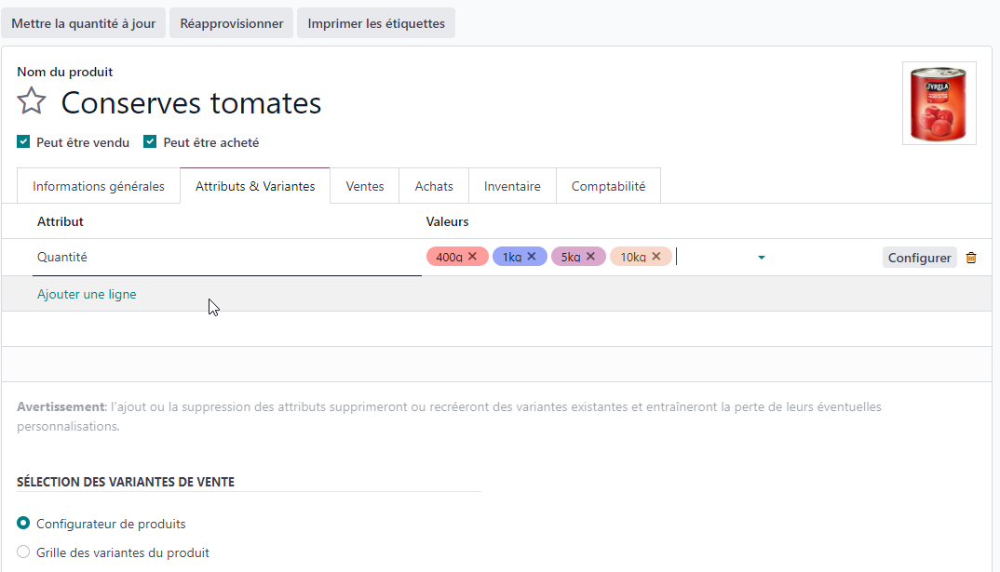 Mettre la quantité à jour Réapprovisionner Imprimer les étiquettes
Nom du produit
Conserves tomates
JYRELA
Peut être vendu Peut être acheté
Informations générales Attributs & Variantes Ventes Achats Inventaire Comptabilité
Attribut Valeurs
Quantité 400g 1kg 5kg 10kg Configurer
Ajouter une ligne
Avertissement: l'ajout ou la suppression des attributs supprimeront ou recréeront des variantes existantes et entraîneront la perte de leurs éventuelles
personnalisations.
SÉLECTION DES VARIANTES DE VENTE
Configurateur de produits
Grille des variantes du produit